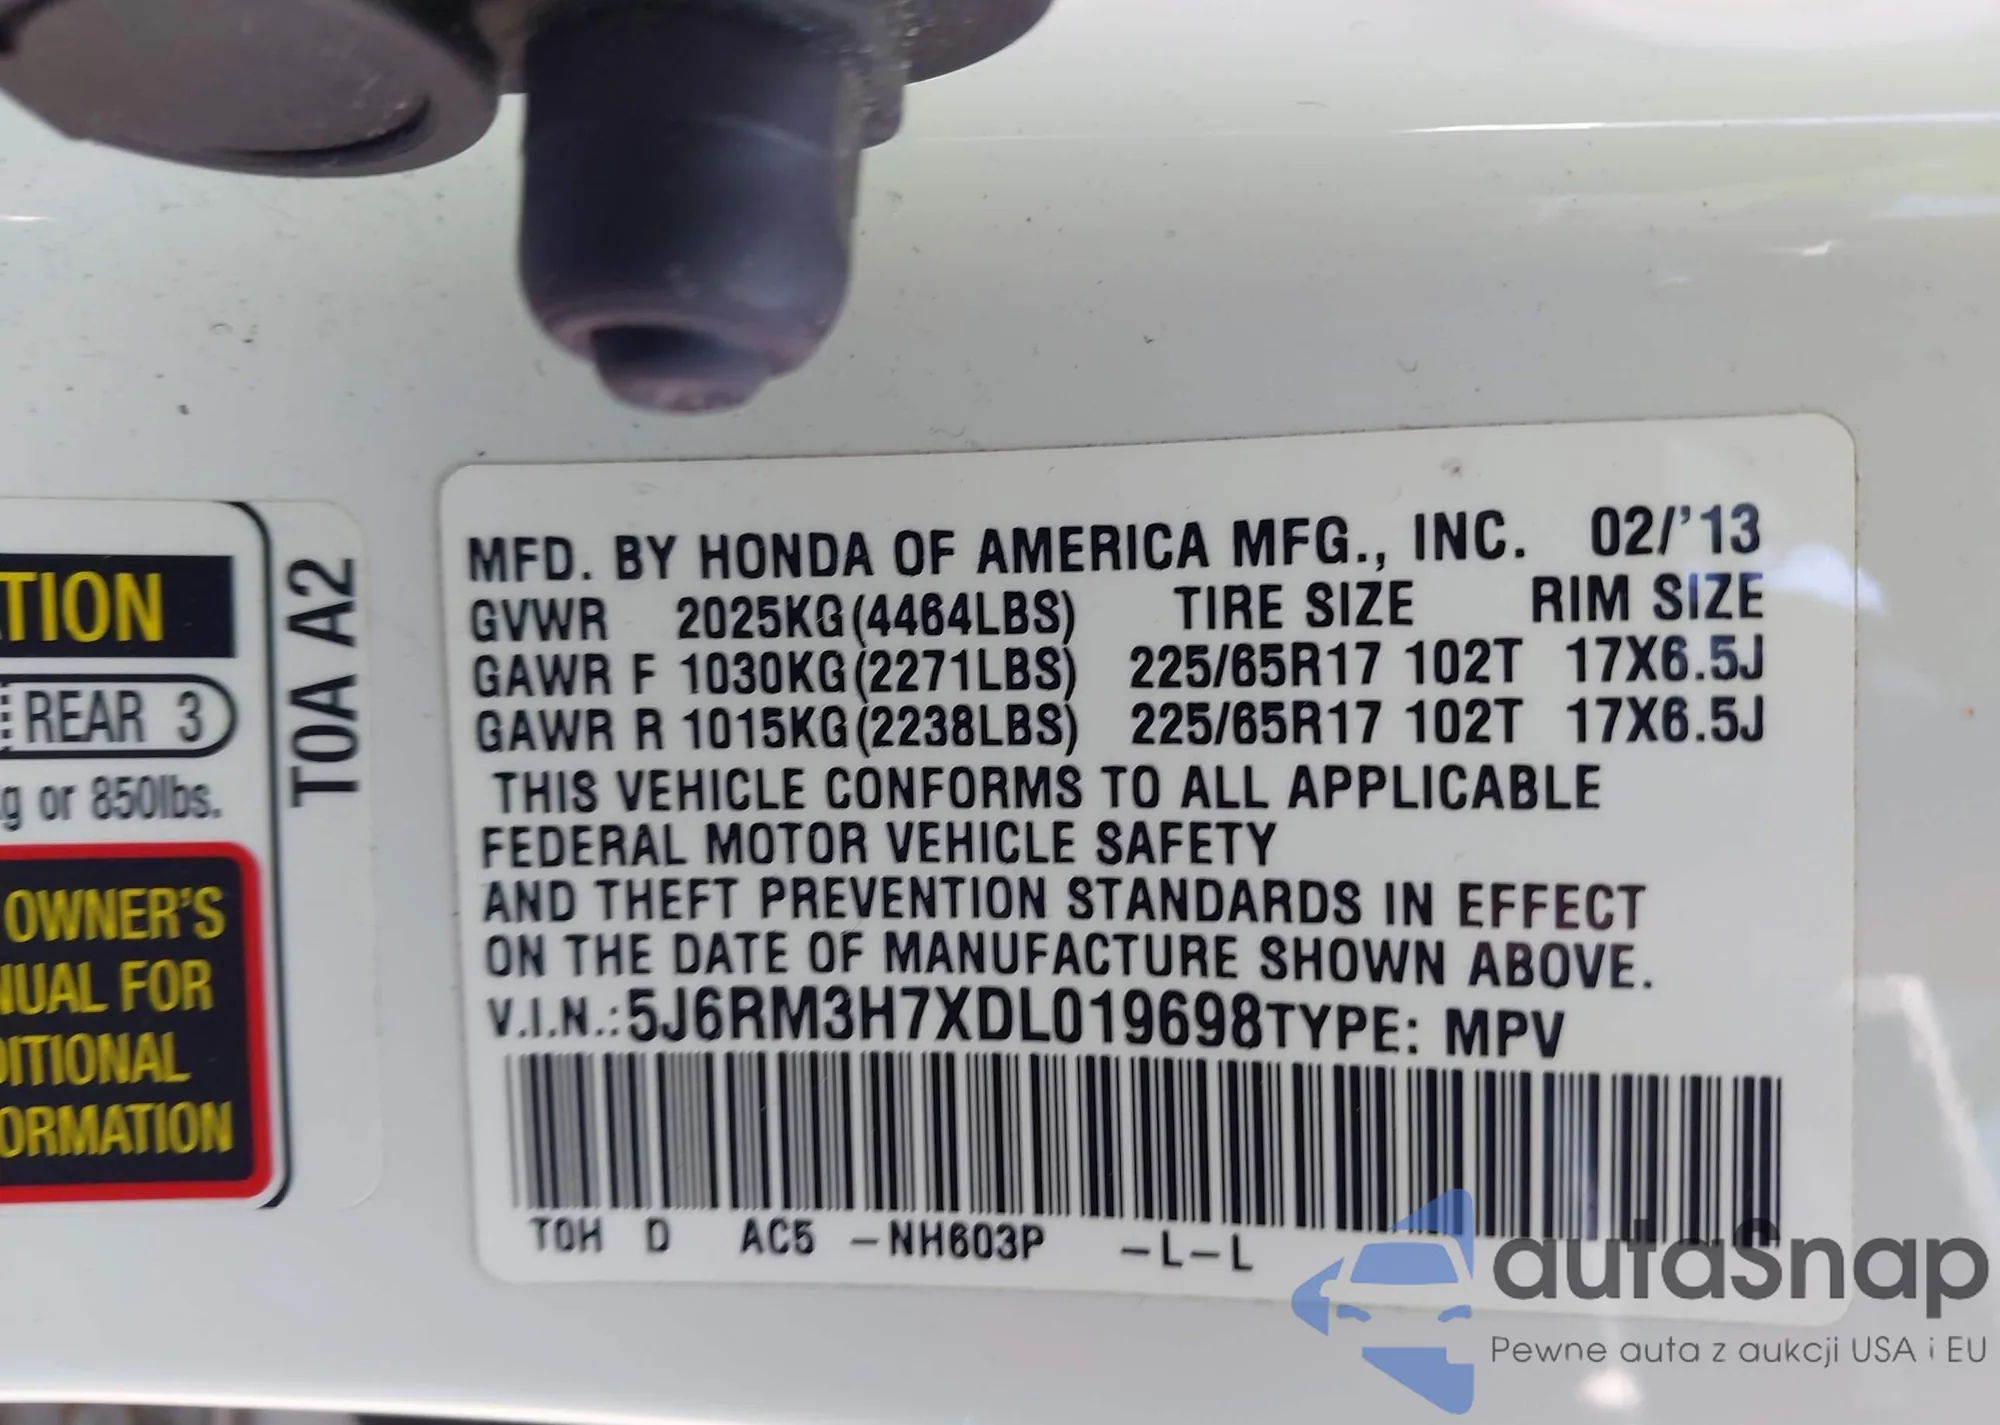 TION
REAR 3
g or 850lbs.
OWNER'S
NUAL FOR
DITIONAL
ORMATION
T0A A2
MFD. BY HONDA OF AMERICA MFG., INC. 02/'13
GVWR 2025KG(4464LBS) TIRE SIZE RIM SIZE
GAWR F 1030KG(2271LBS) 225/65R17 102T 17X6.5J
GAWR R 1015KG(2238LBS) 225/65R17 102T 17X6.5J
THIS VEHICLE CONFORMS TO ALL APPLICABLE
FEDERAL MOTOR VEHICLE SAFETY
AND THEFT PREVENTION STANDARDS IN EFFECT
ON THE DATE OF MANUFACTURE SHOWN ABOVE.
V.I.N.:5J6RM3H7XDL019698TYPE: MPV
T0H D AC5 -NH603P -L-L
autaSnap
Pewne auta z aukcji USA i EU